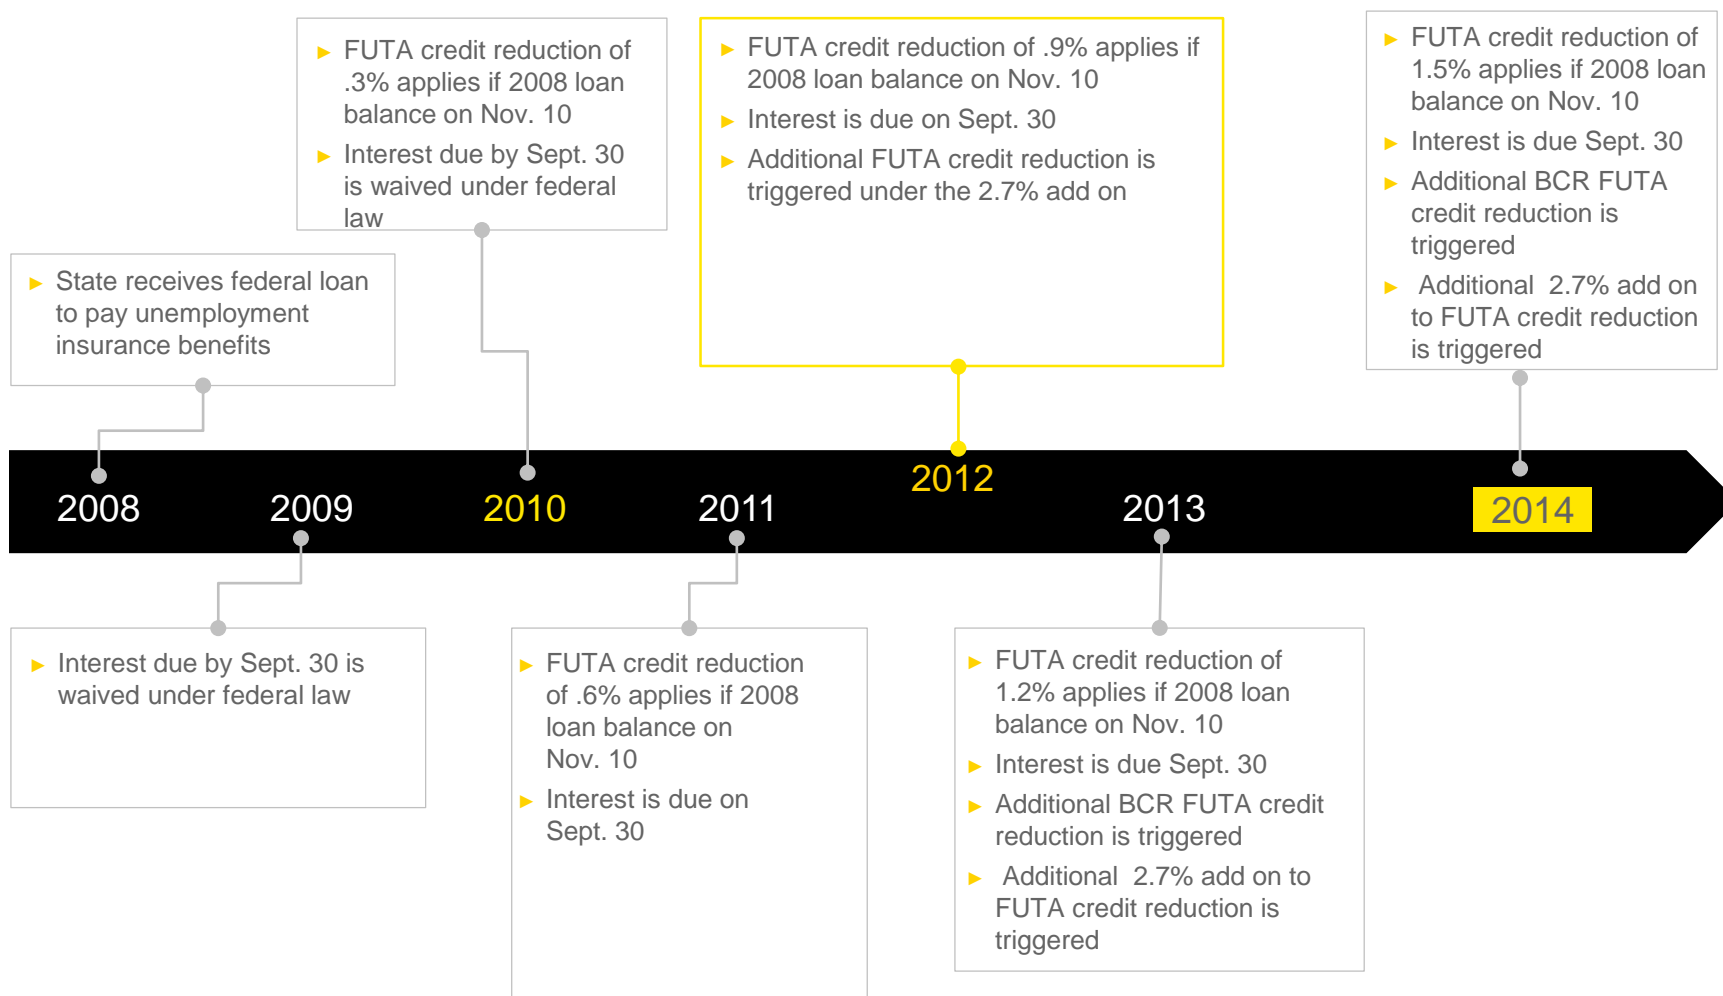 ► FUTA credit reduction of
.3% applies if 2008 loan
balance on Nov. 10
► Interest due by Sept. 30
is waived under federal
law
► FUTA credit reduction of .9% applies if
2008 loan balance on Nov. 10
► Interest is due on Sept. 30
► Additional FUTA credit reduction is
triggered under the 2.7% add on
► FUTA credit reduction of
1.5% applies if 2008 loan
balance on Nov. 10
► Interest is due Sept. 30
► Additional BCR FUTA
credit reduction is
triggered
► Additional 2.7% add on
to FUTA credit reduction
is triggered
► State receives federal loan
to pay unemployment
insurance benefits
2008
2009
2010
2011
2012
2013
2014
► Interest due by Sept. 30 is
waived under federal law
► FUTA credit reduction
of .6% applies if 2008
loan balance on
Nov. 10
► Interest is due on
Sept. 30
► FUTA credit reduction of
1.2% applies if 2008 loan
balance on Nov. 10
► Interest is due Sept. 30
► Additional BCR FUTA credit
reduction is triggered
► Additional 2.7% add on to
FUTA credit reduction is
triggered